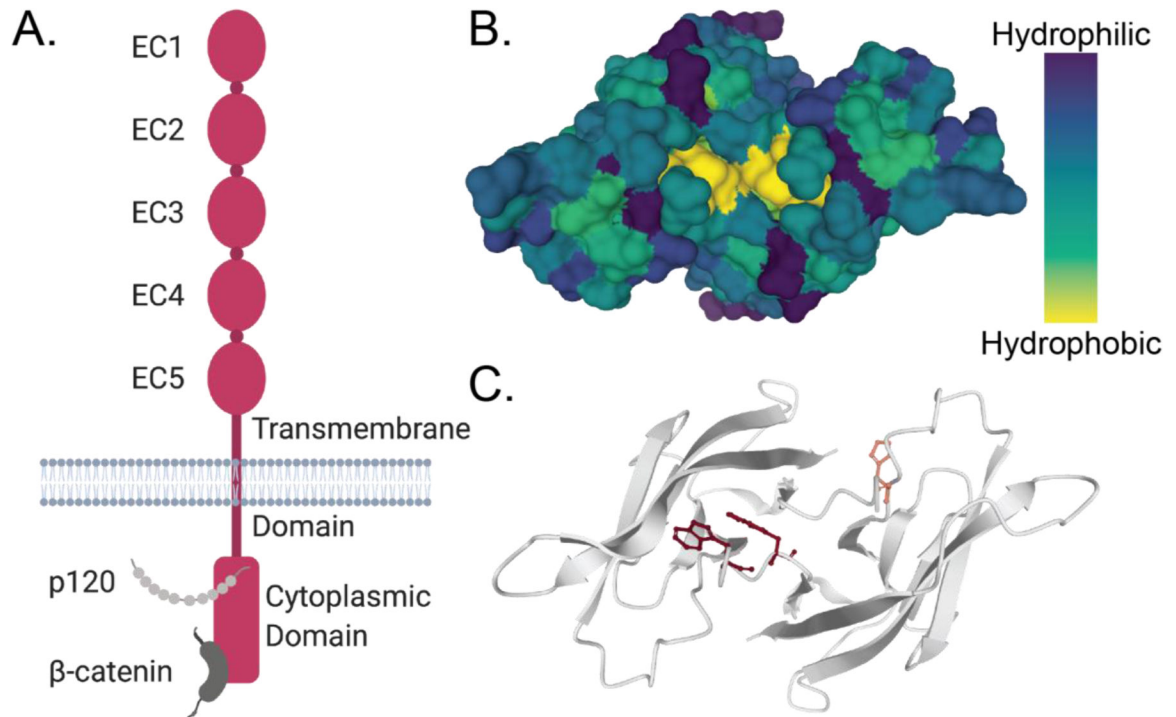 A.
EC1
EC2
EC3
EC4
EC5
Transmembrane
Domain
p120
Cytoplasmic
Domain
β-catenin
B.
Hydrophilic
Hydrophobic
C.